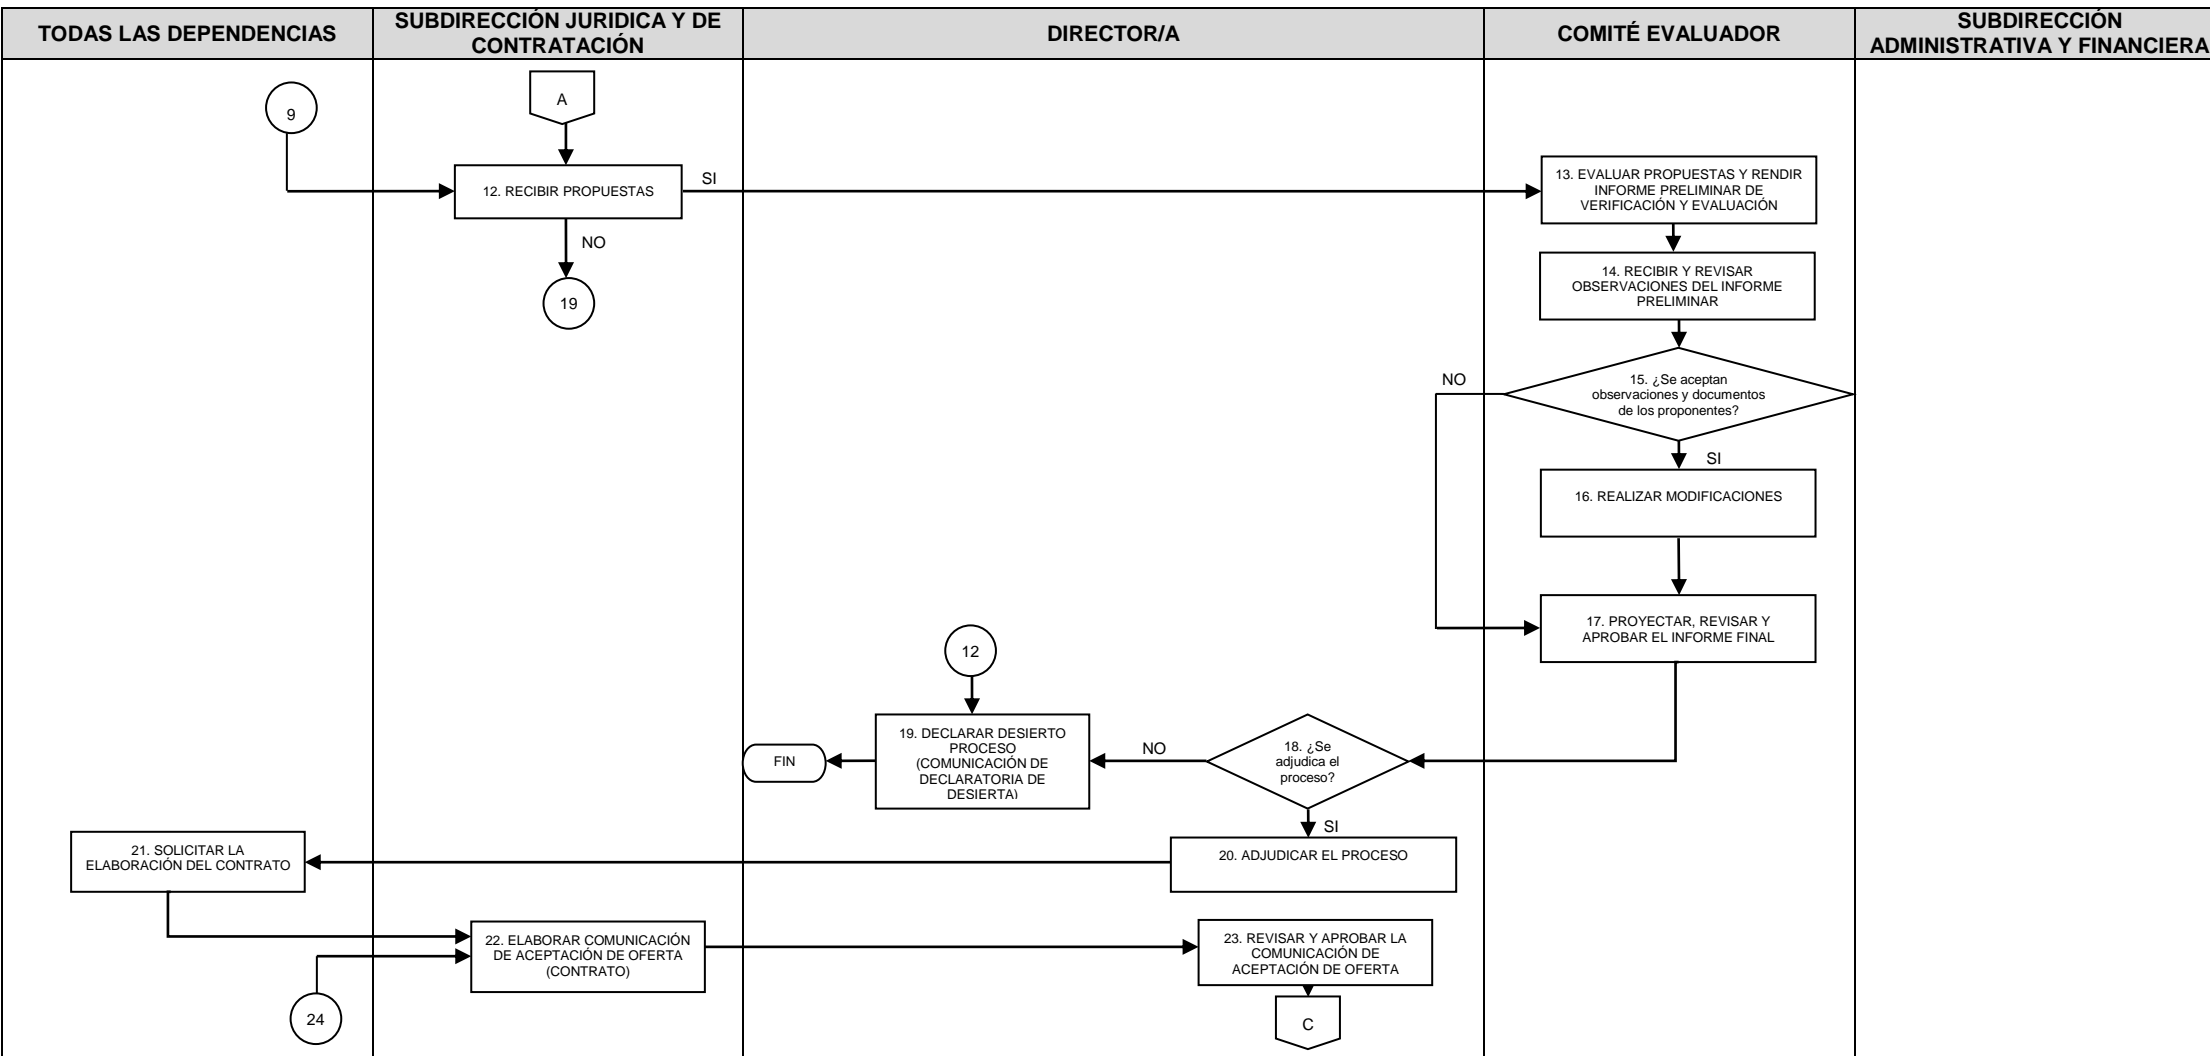 TODAS LAS DEPENDENCIAS
SUBDIRECCIÓN JURIDICA Y DE
CONTRATACIÓN
DIRECTOR/A
COMITÉ EVALUADOR
SUBDIRECCIÓN
ADMINISTRATIVA Y FINANCIERA
A
9
12. RECIBIR PROPUESTAS
SI
13. EVALUAR PROPUESTAS Y RENDIR
INFORME PRELIMINAR DE
VERIFICACIÓN Y EVALUACIÓN
NO
19
14. RECIBIR Y REVISAR
OBSERVACIONES DEL INFORME
PRELIMINAR
NO
15. ¿Se aceptan
observaciones y documentos
de los proponentes?
SI
16. REALIZAR MODIFICACIONES
17. PROYECTAR, REVISAR Y
APROBAR EL INFORME FINAL
12
FIN
19. DECLARAR DESIERTO
PROCESO
(COMUNICACIÓN DE
DECLARATORIA DE
DESIERTA)
NO
18. ¿Se
adjudica el
proceso?
SI
21. SOLICITAR LA
ELABORACIÓN DEL CONTRATO
20. ADJUDICAR EL PROCESO
22. ELABORAR COMUNICACIÓN
DE ACEPTACIÓN DE OFERTA
(CONTRATO)
23. REVISAR Y APROBAR LA
COMUNICACIÓN DE
ACEPTACIÓN DE OFERTA
24
C